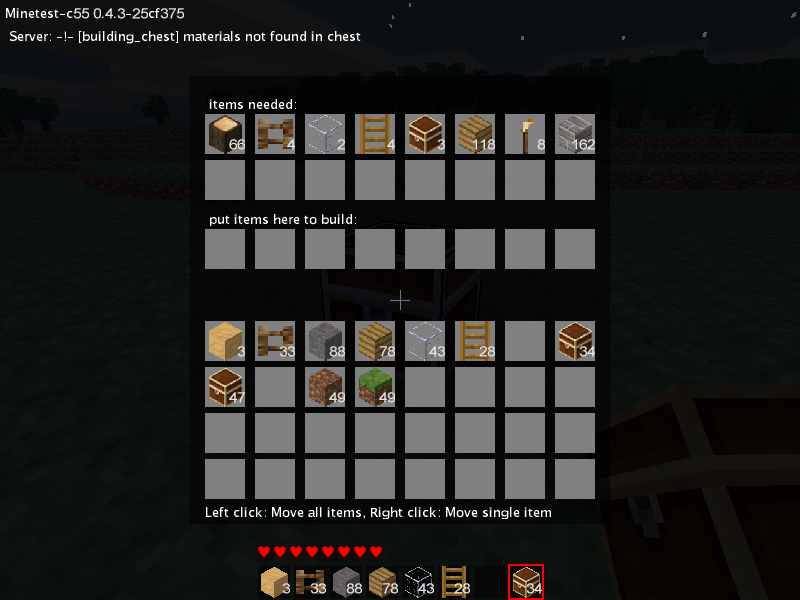 Minetest-c55 0.4.3-25cf375
Server: -!- [building_chest] materials not found in chest
items needed:
66 4 2 4 3 118 8 162
put items here to build:
3 33 88 78 43 28 34
47 49 49
Left click: Move all items, Right click: Move single item
3 33 88 78 43 28 34